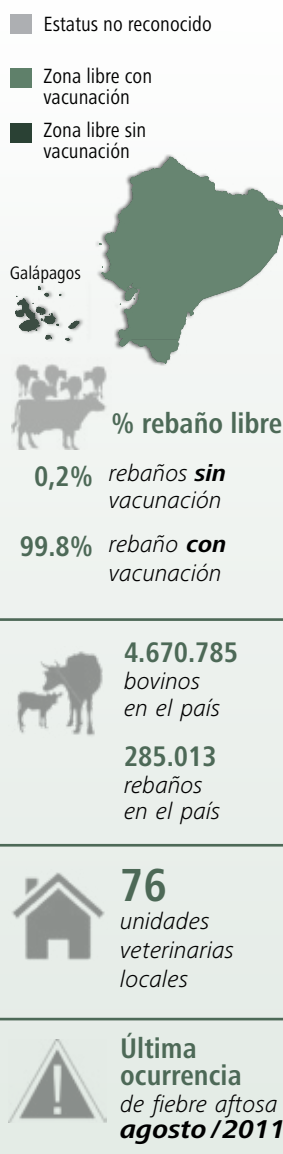 Estatus no reconocido
Zona libre con
vacunación
Zona libre sin
vacunación
Galápagos
% rebaño libre
0,2% rebaños sin
vacunación
99.8% rebaño con
vacunación
4.670.785
bovinos
en el país
285.013
rebaños
en el país
76
unidades
veterinarias
locales
Última
ocurrencia
de fiebre aftosa
agosto/2011